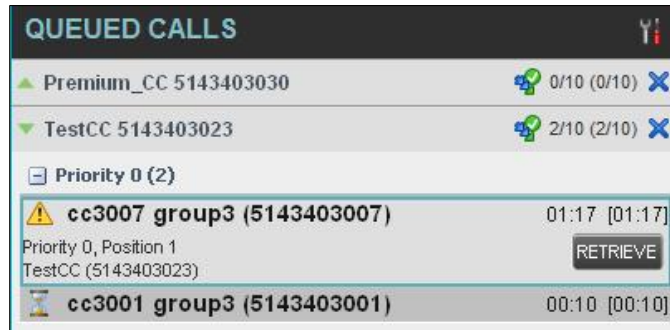 QUEUED CALLS
Premium_CC 5143403030 0/10 (0/10)
TestCC 5143403023 2/10 (2/10)
Priority 0 (2)
cc3007 group3 (5143403007) 01:17 [01:17]
Priority 0, Position 1 RETRIEVE
TestCC (5143403023)
cc3001 group3 (5143403001) 00:10 [00:10]